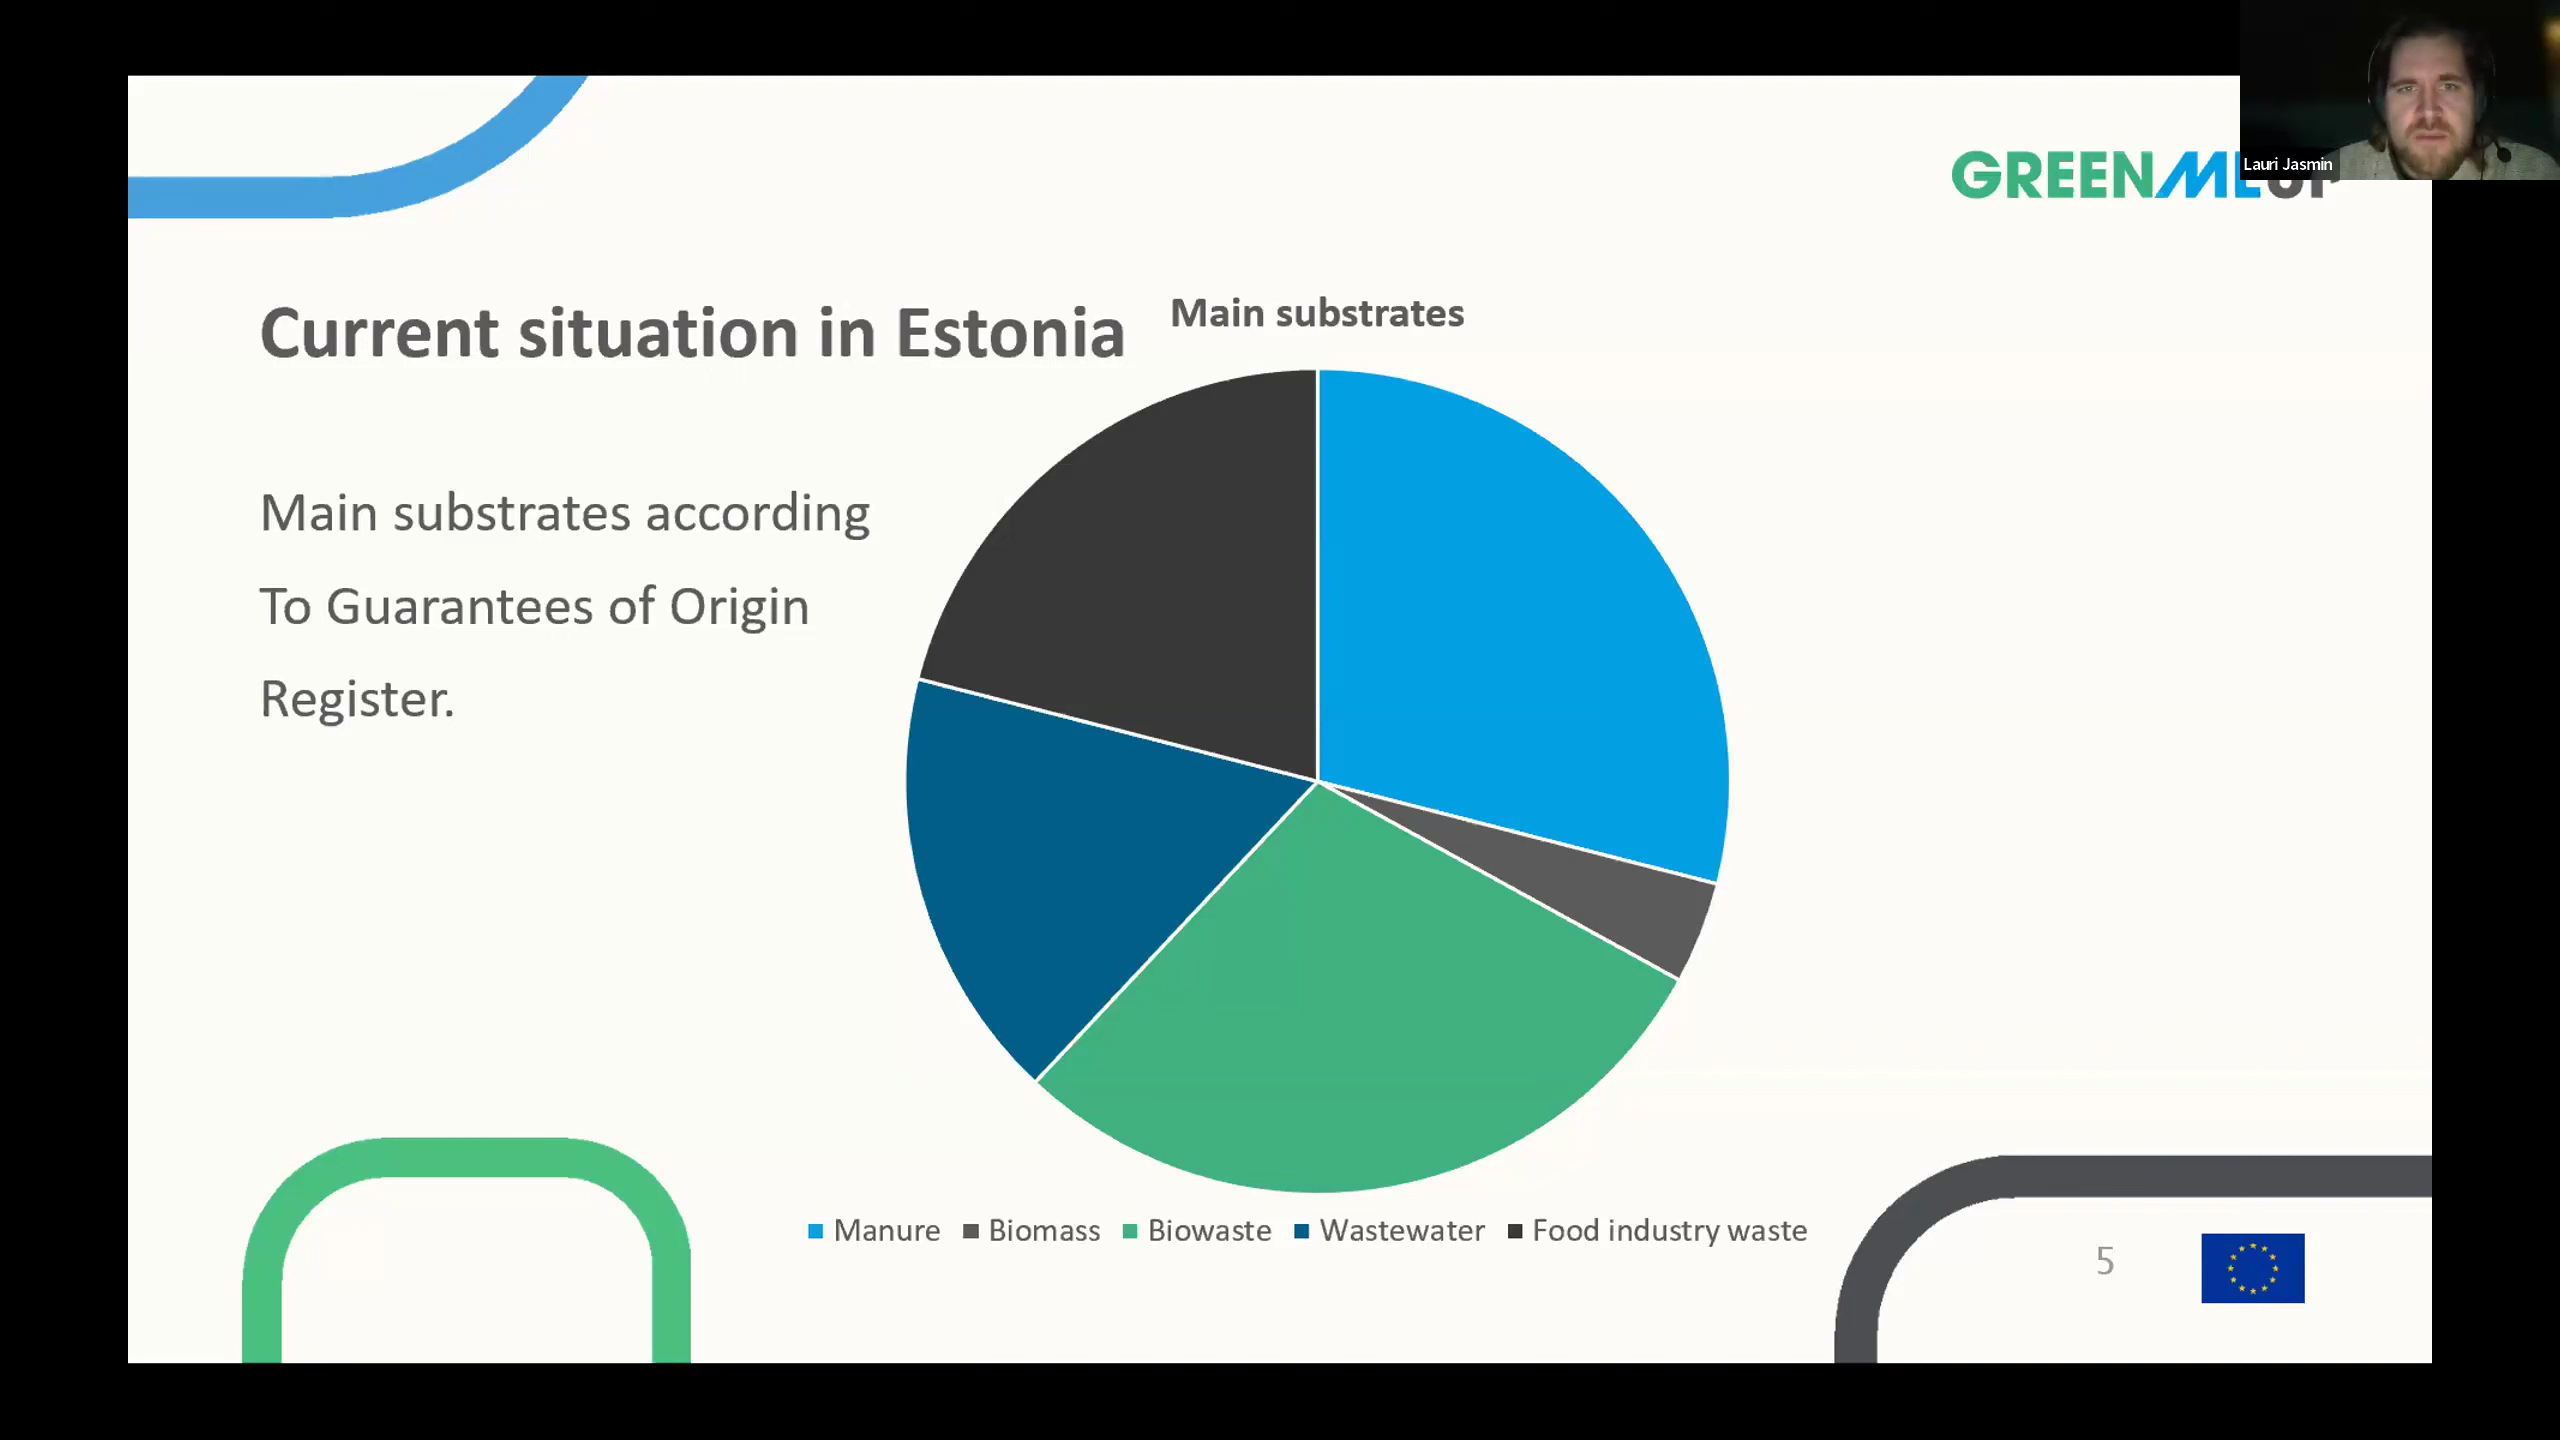 Lauri Jasmin
GREENMEUP
Current situation in Estonia
Main substrates
Main substrates according
To Guarantees of Origin
Register.
Manure Biomass Biowaste Wastewater Food industry waste
5